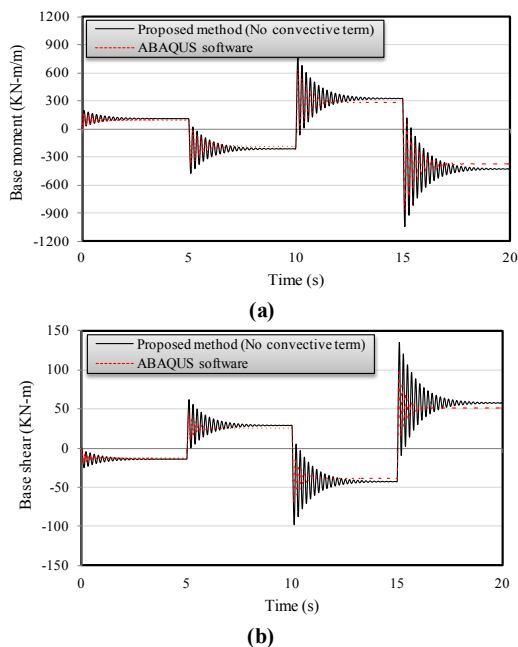 1200
900
600
300
0
-300
-600
-900
-1200
Base moment (KN-m/m)
Proposed method (No convective term)
ABAQUS software
0 5 10 15 20
Time (s)
(a)
150
100
50
0
-50
-100
-150
Base shear (KN-m)
Proposed method (No convective term)
ABAQUS software
0 5 10 15 20
Time (s)
(b)